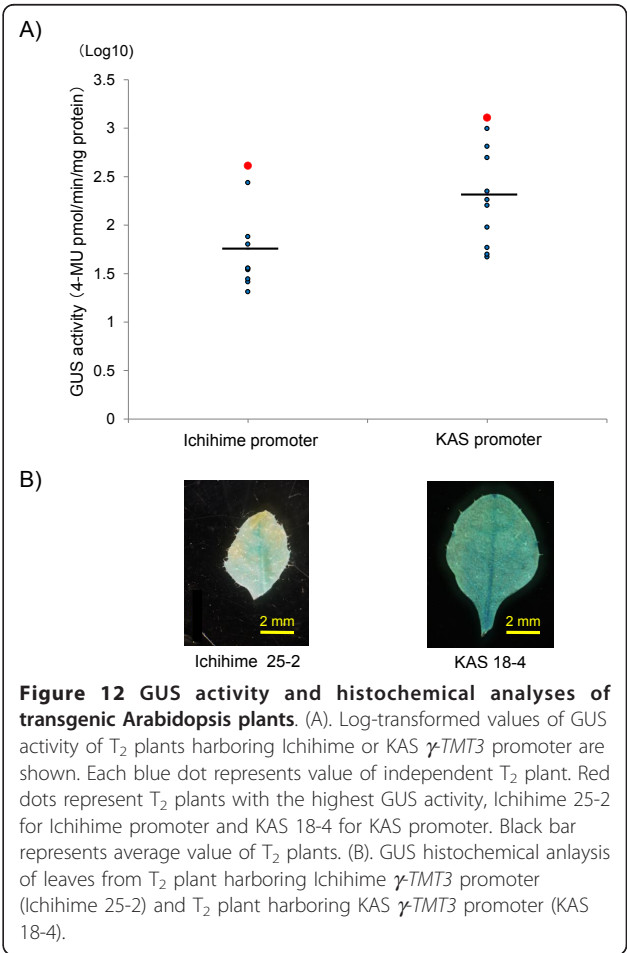 A)
(Log10)
3.5
3
2.5
2
1.5
1
0.5
0
GUS activity (4-MU pmol/min/mg protein)
Ichihime promoter
KAS promoter
B)
2 mm
2 mm
Ichihime 25-2
KAS 18-4
Figure 12 GUS activity and histochemical analyses of
transgenic Arabidopsis plants. (A). Log-transformed values of GUS
activity of T₂ plants harboring Ichihime or KAS γ-TMT3 promoter are
shown. Each blue dot represents value of independent T₂ plant. Red
dots represent T₂ plants with the highest GUS activity, Ichihime 25-2
for Ichihime promoter and KAS 18-4 for KAS promoter. Black bar
represents average value of T₂ plants. (B). GUS histochemical anlaysis
of leaves from T₂ plant harboring Ichihime γ-TMT3 promoter
(Ichihime 25-2) and T₂ plant harboring KAS γ-TMT3 promoter (KAS
18-4).